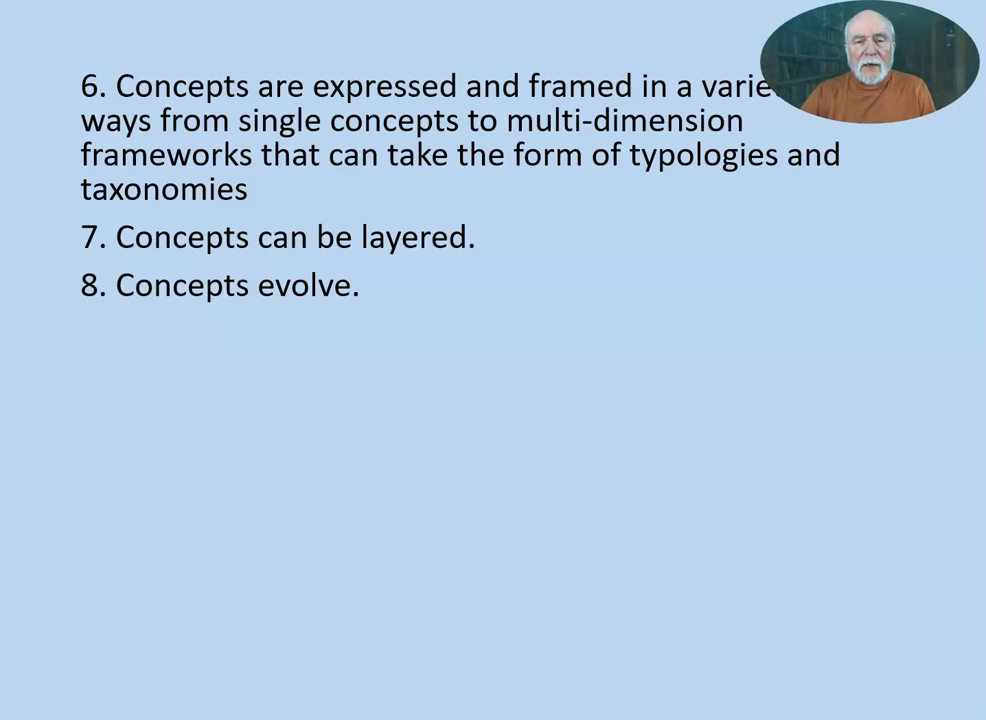 6. Concepts are expressed and framed in a
ways from single concepts to multi-dimension
frameworks that can take the form of typologies and
taxonomies
7. Concepts can be layered.
8. Concepts evolve.